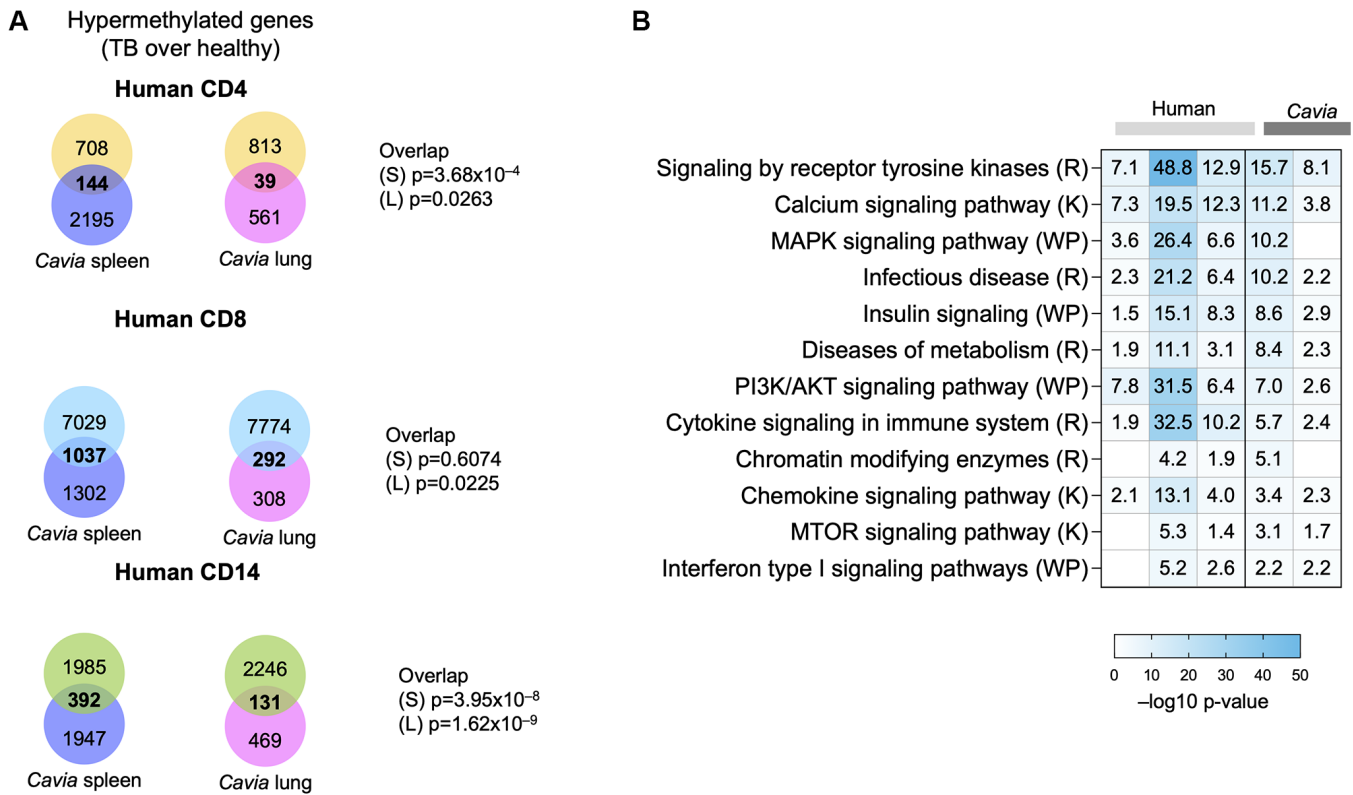 A
Hypermethylated genes
(TB over healthy)
Human CD4
708
144
2195
Cavia spleen
813
39
561
Cavia lung
Overlap
(S) p=3.68x10⁻⁴
(L) p=0.0263
Human CD8
7029
1037
1302
Cavia spleen
7774
292
308
Cavia lung
Overlap
(S) p=0.6074
(L) p=0.0225
Human CD14
1985
392
1947
Cavia spleen
2246
131
469
Cavia lung
Overlap
(S) p=3.95x10⁻⁸
(L) p=1.62x10⁻⁹
B
Human Cavia
Signaling by receptor tyrosine kinases (R) 7.1 48.8 12.9 15.7 8.1
Calcium signaling pathway (K) 7.3 19.5 12.3 11.2 3.8
MAPK signaling pathway (WP) 3.6 26.4 6.6 10.2
Infectious disease (R) 2.3 21.2 6.4 10.2 2.2
Insulin signaling (WP) 1.5 15.1 8.3 8.6 2.9
Diseases of metabolism (R) 1.9 11.1 3.1 8.4 2.3
PI3K/AKT signaling pathway (WP) 7.8 31.5 6.4 7.0 2.6
Cytokine signaling in immune system (R) 1.9 32.5 10.2 5.7 2.4
Chromatin modifying enzymes (R) 4.2 1.9 5.1
Chemokine signaling pathway (K) 2.1 13.1 4.0 3.4 2.3
MTOR signaling pathway (K) 5.3 1.4 3.1 1.7
Interferon type I signaling pathways (WP) 5.2 2.6 2.2 2.2
0 10 20 30 40 50
–log10 p-value